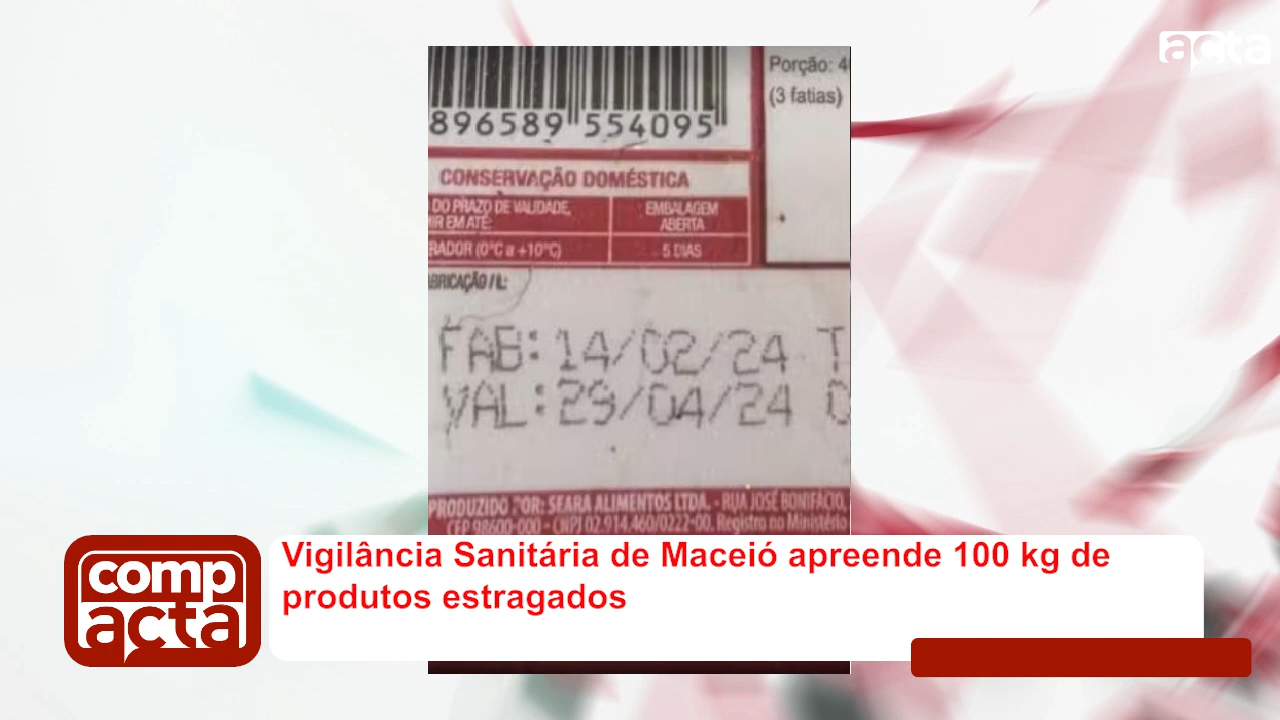 acta
Porção: 4
(3 fatias)
896589 554095
CONSERVAÇÃO DOMÉSTICA
DO PRAZO DE VALIDADE,
IR EM ATÉ:
EMBALAGEM
ABERTA
RADOR (0°C a +10°C)
5 DIAS
ABRICAÇÃO / L:
FAB: 14/02/24 T
VAL: 29/04/24
PRODUZIDO POR: SEARA ALIMENTOS LTDA. - RUA JOSÉ BONIFÁCIO,
CEP 98600-000 - CNPJ 02.914.460/0222-00. Registro no Ministério
comp
acta
Vigilância Sanitária de Maceió apreende 100 kg de
produtos estragados